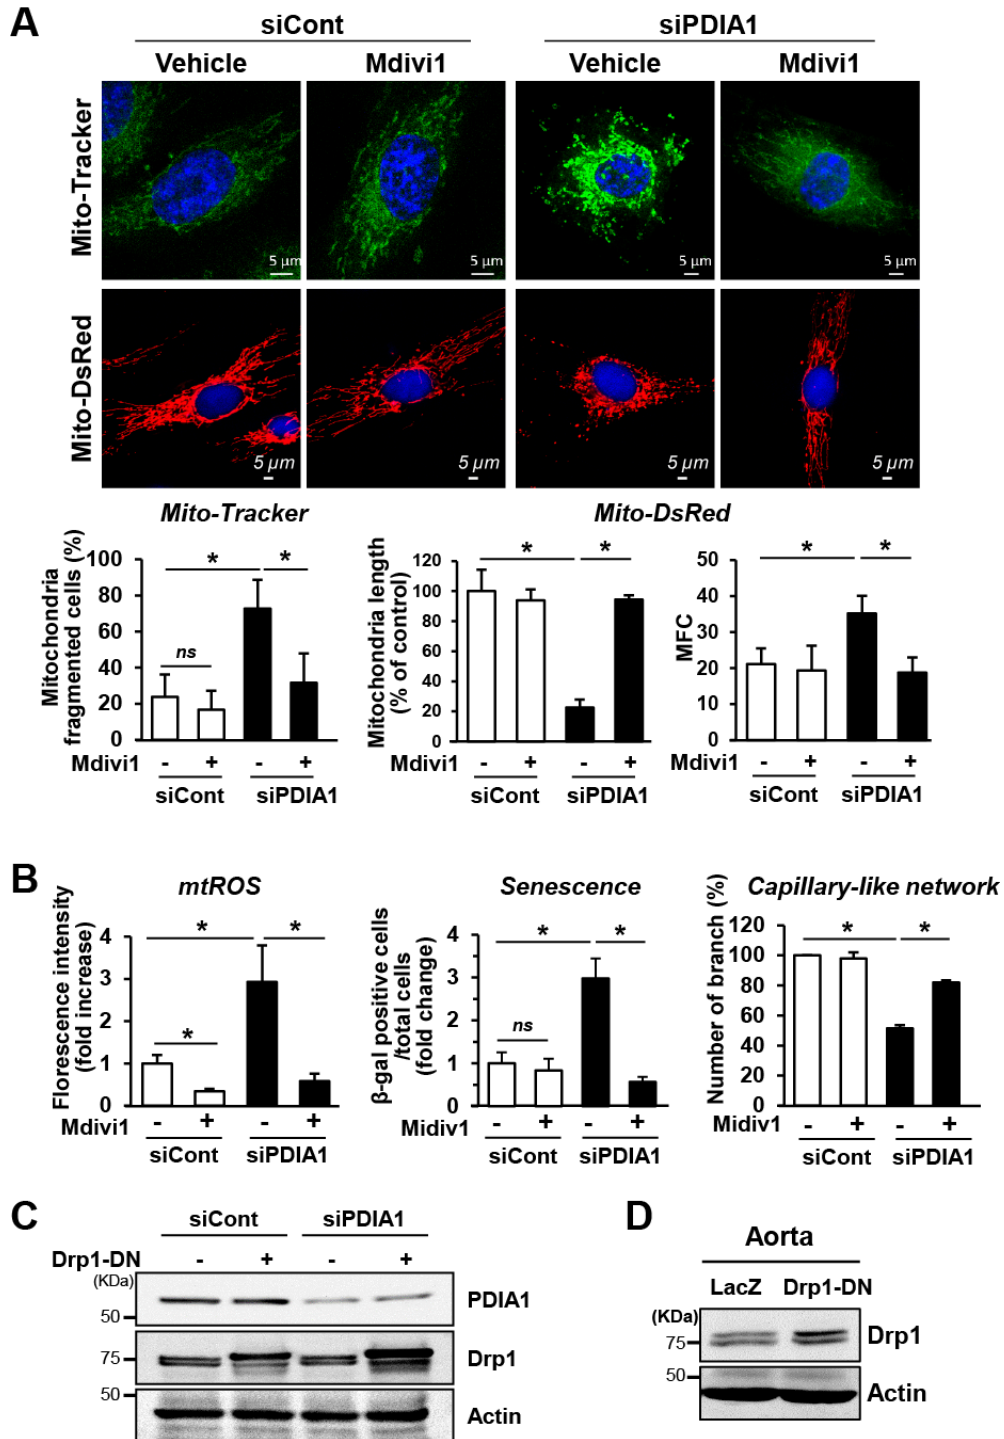 A
siCont siPDIA1
Vehicle Mdivi1 Vehicle Mdivi1
Mito-Tracker
5 µm 5 µm 5 µm 5 µm
Mito-DsRed
5 µm 5 µm 5 µm 5 µm
Mito-Tracker
Mitochondria
fragmented cells (%)
100
80
60
40
20
0
* *
ns
Mdivi1 - + - +
siCont siPDIA1
Mito-DsRed
Mitochondria length
(% of control)
120
100
80
60
40
20
0
* *
Mdivi1 - + - +
siCont siPDIA1
MFC
50
40
30
20
10
0
* *
Mdivi1 - + - +
siCont siPDIA1
B
mtROS
Florescence intensity
(fold increase)
4
3
2
1
0
* *
*
Mdivi1 - + - +
siCont siPDIA1
Senescence
β-gal positive cells
/total cells
(fold change)
4
3
2
1
0
* *
ns
Midivi1 - + - +
siCont siPDIA1
Capillary-like network
Number of branch (%)
120
100
80
60
40
20
0
* *
Midivi1 - + - +
siCont siPDIA1
C
siCont siPDIA1
Drp1-DN - + - +
(KDa)
50
PDIA1
75
Drp1
50
Actin
D
Aorta
LacZ Drp1-DN
(KDa)
75
Drp1
50
Actin